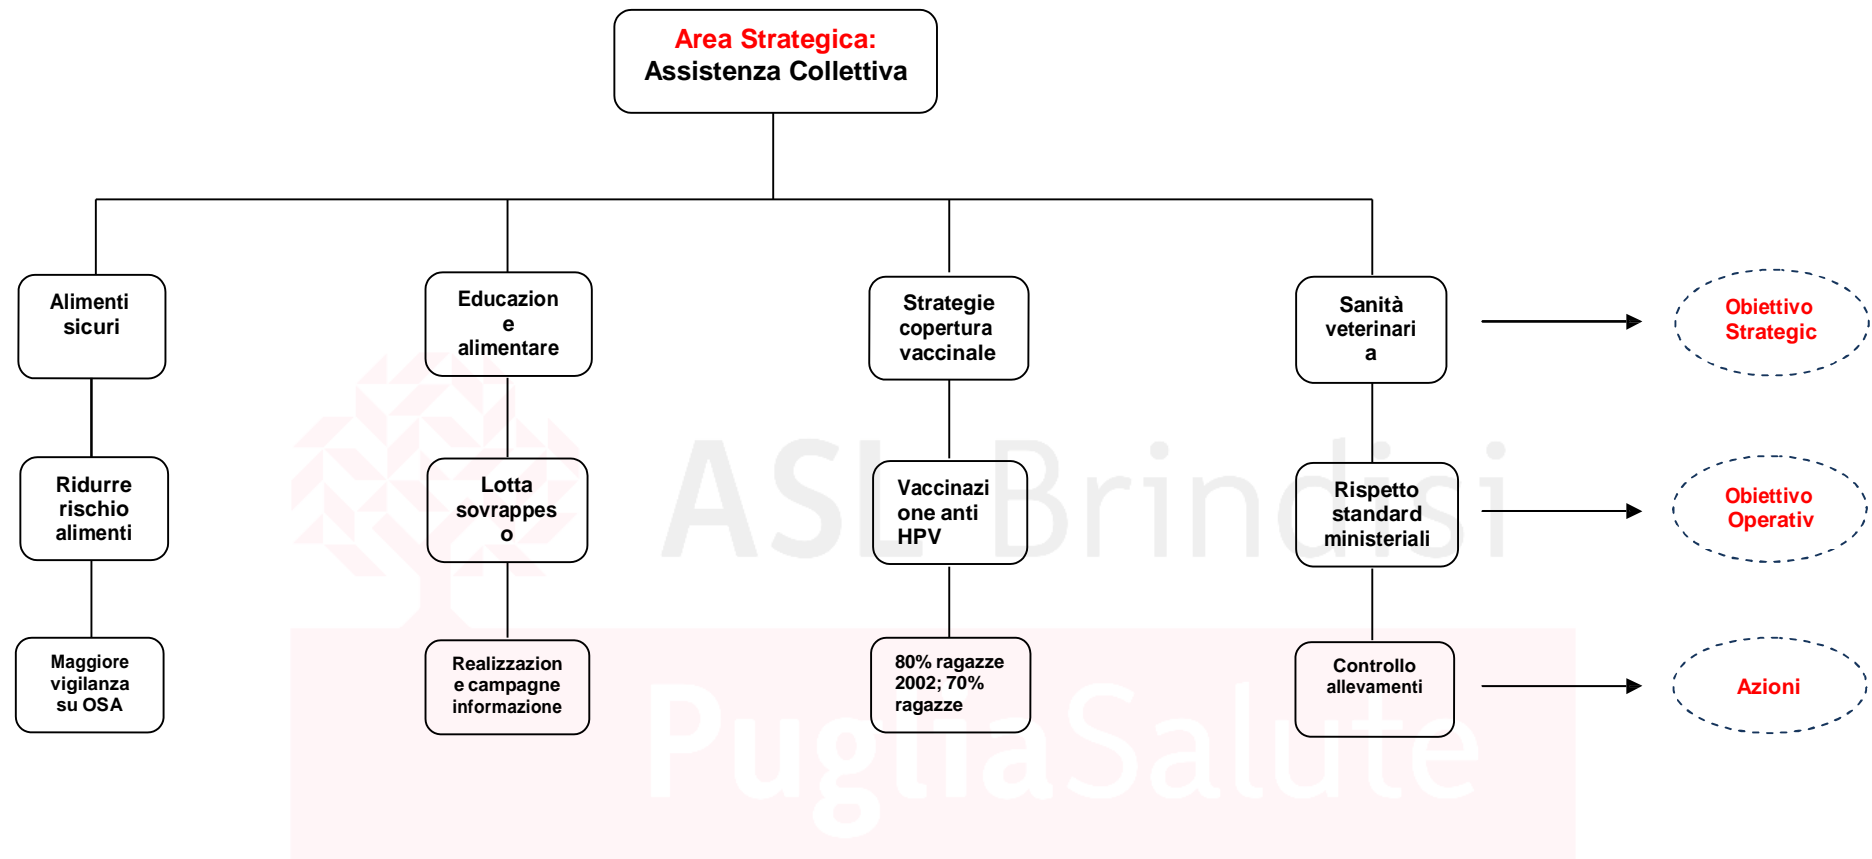 Area Strategica:
Assistenza Collettiva
Alimenti
sicuri
Educazion
e
alimentare
Strategie
copertura
vaccinale
Sanità
veterinari
a
Obiettivo
Strategic
Ridurre
rischio
alimenti
Lotta
sovrappes
o
Vaccinazi
one anti
HPV
Rispetto
standard
ministeriali
Obiettivo
Operativ
Maggiore
vigilanza
su OSA
Realizzazion
e campagne
informazione
80% ragazze
2002; 70%
ragazze
Controllo
allevamenti
Azioni
ASL Brindisi
PugliaSalute